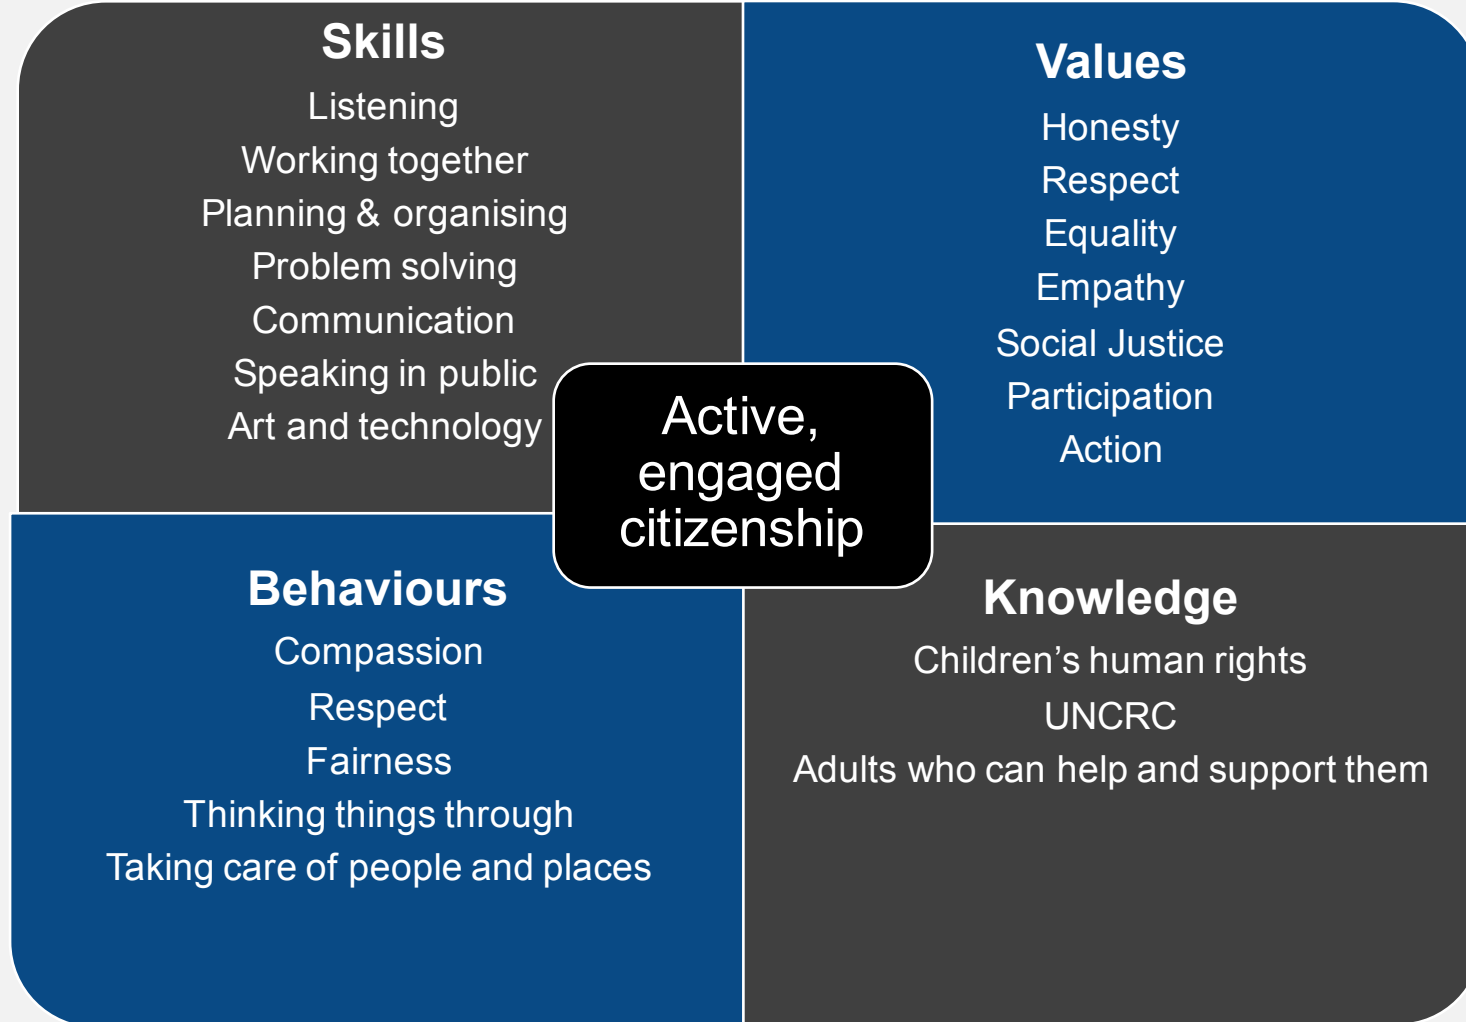 Skills
Listening
Working together
Planning & organising
Problem solving
Communication
Speaking in public
Art and technology
Values
Honesty
Respect
Equality
Empathy
Social Justice
Participation
Action
Active,
engaged
citizenship
Behaviours
Compassion
Respect
Fairness
Thinking things through
Taking care of people and places
Knowledge
Children’s human rights
UNCRC
Adults who can help and support them